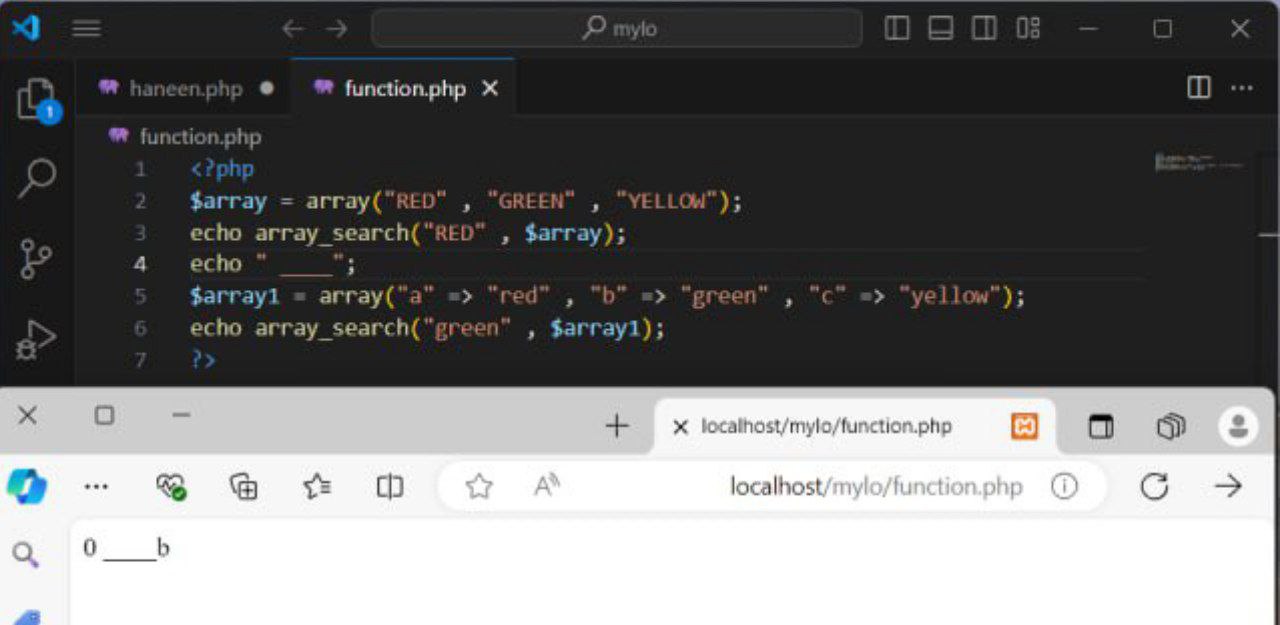 mylo
haneen.php
function.php
1
function.php
1 <?php
2 $array = array("RED" , "GREEN" , "YELLOW");
3 echo array_search("RED" , $array);
4 echo " ____";
5 $array1 = array("a" => "red" , "b" => "green" , "c" => "yellow");
6 echo array_search("green" , $array1);
7 ?>
localhost/mylo/function.php
localhost/mylo/function.php
0 ____b